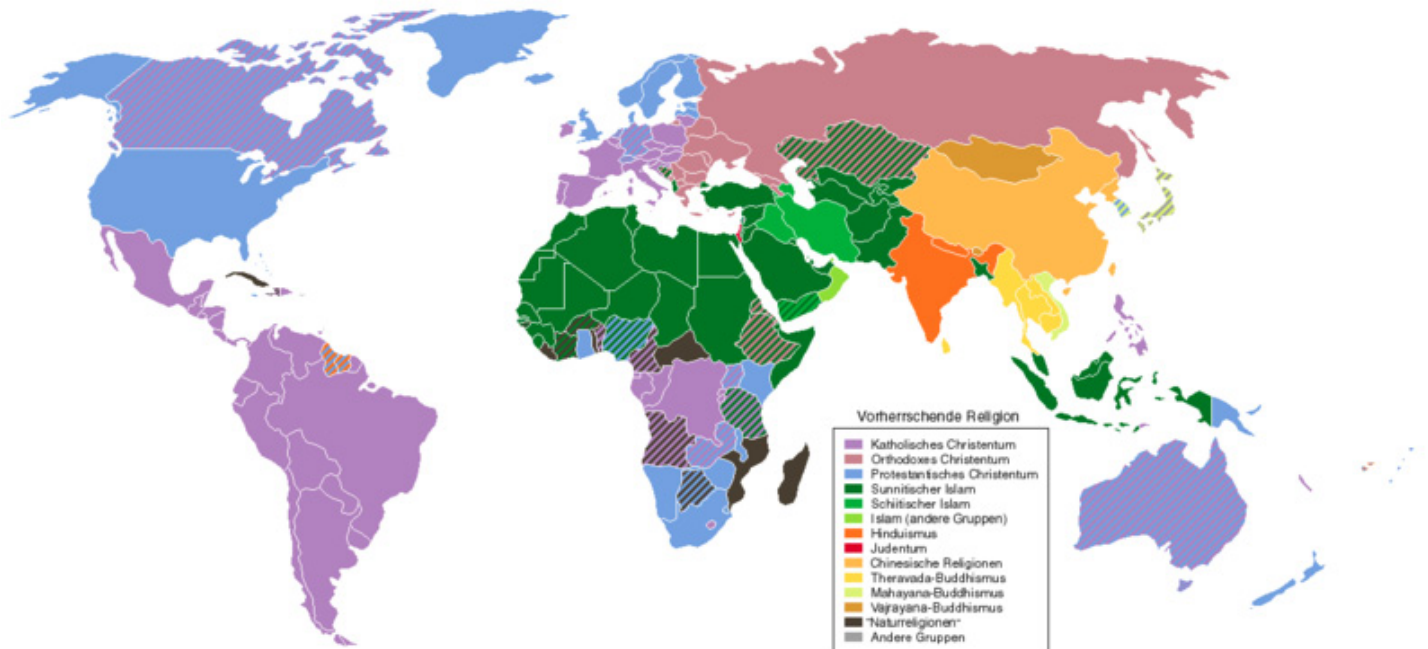 Vorherrschende Religion
Katholisches Christentum
Orthodoxes Christentum
Protestantisches Christentum
Sunnitischer Islam
Schiitischer Islam
Islam (andere Gruppen)
Hinduismus
Judentum
Chinesische Religionen
Theravada-Buddhismus
Mahayana-Buddhismus
Vajrayana-Buddhismus
"Naturreligionen"
Andere Gruppen